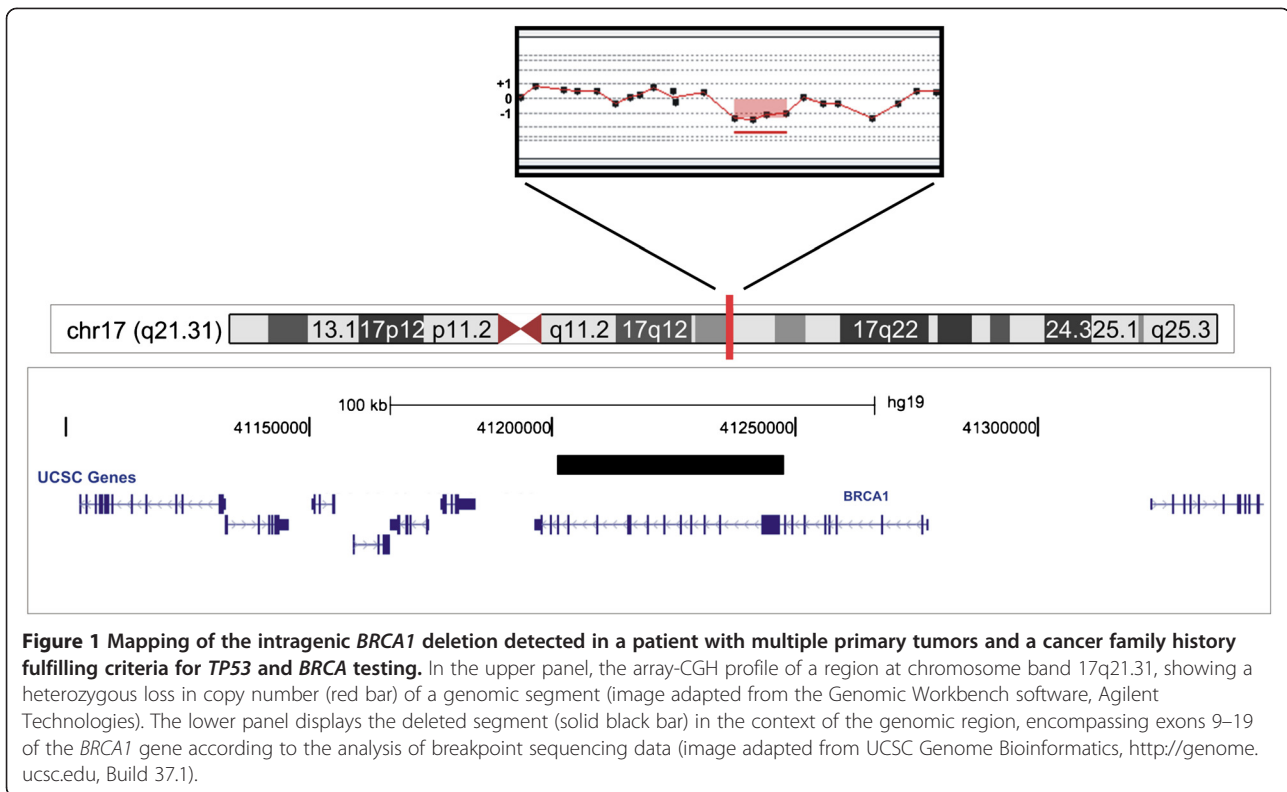 +1
0
-1
chr17 (q21.31) 13.1 17p12 p11.2 q11.2 17q12 17q22 24.3 25.1 q25.3
100 kb hg19
41150000 41200000 41250000 41300000
UCSC Genes
BRCA1
Figure 1 Mapping of the intragenic BRCA1 deletion detected in a patient with multiple primary tumors and a cancer family history
fulfilling criteria for TP53 and BRCA testing. In the upper panel, the array-CGH profile of a region at chromosome band 17q21.31, showing a
heterozygous loss in copy number (red bar) of a genomic segment (image adapted from the Genomic Workbench software, Agilent
Technologies). The lower panel displays the deleted segment (solid black bar) in the context of the genomic region, encompassing exons 9–19
of the BRCA1 gene according to the analysis of breakpoint sequencing data (image adapted from UCSC Genome Bioinformatics, http://genome.
ucsc.edu, Build 37.1).